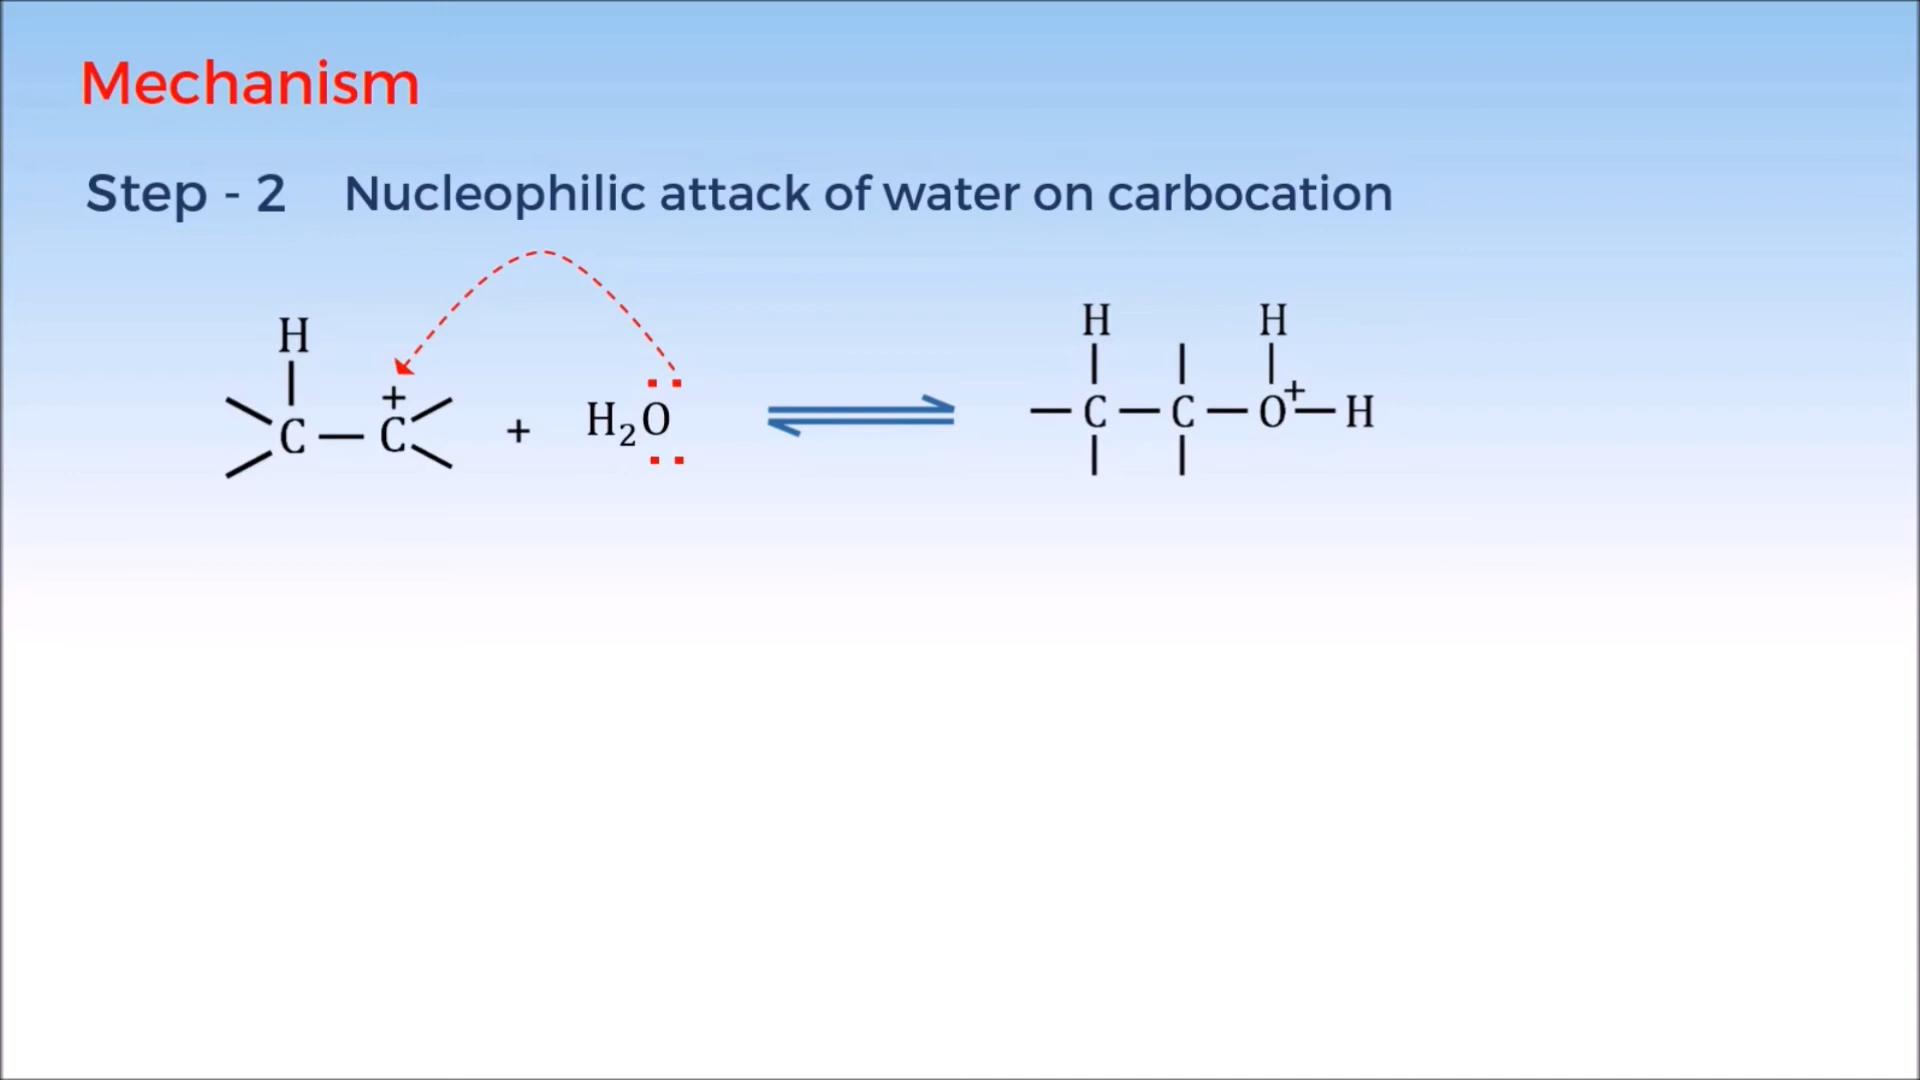 Mechanism
Step - 2 Nucleophilic attack of water on carbocation
H H H
+ +
C — C + H₂O ⇌ — C — C — O — H